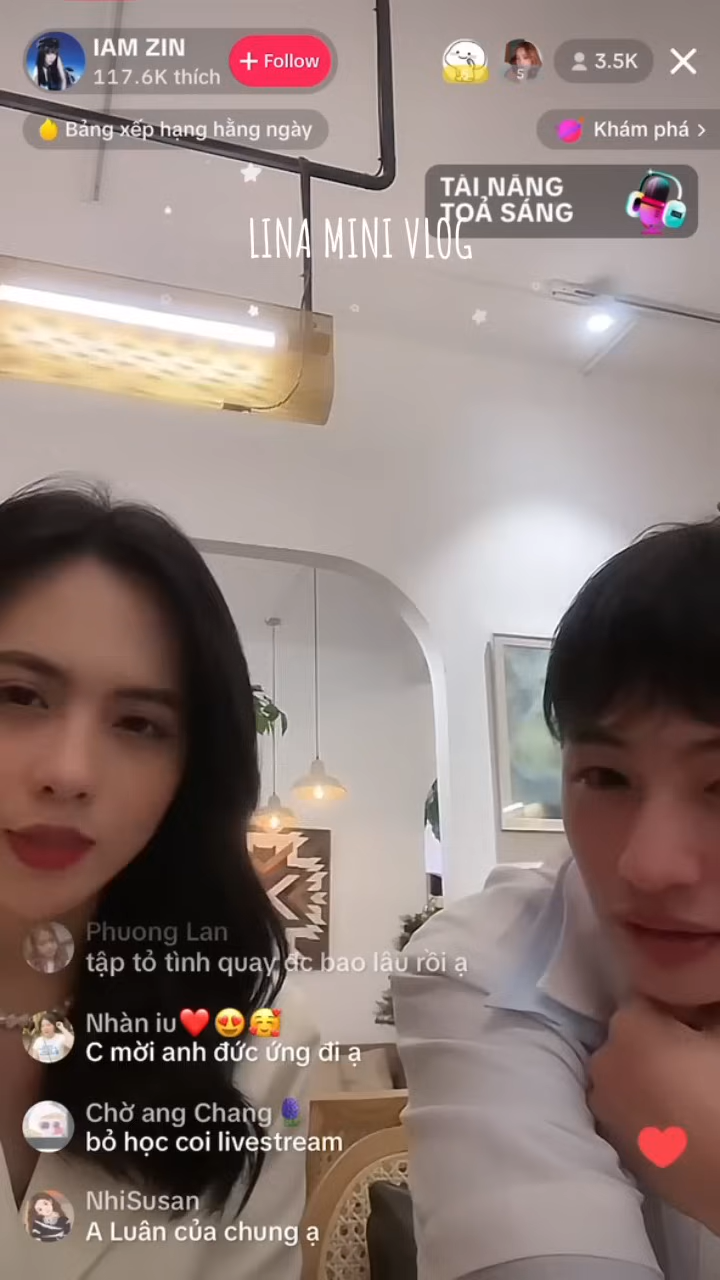 IAM ZIN
117.6K thích
+ Follow
5
3.5K
Bảng xếp hạng hằng ngày
Khám phá >
TÀI NĂNG
TOẢ SÁNG
LINA MINI VLOG
Phuong Lan
tập tỏ tình quay đc bao lâu rồi ạ
Nhàn iu❤️😍🥰
C mời anh đức ứng đi ạ
Chờ ang Chang
bỏ học coi livestream
NhiSusan
A Luân của chung ạ